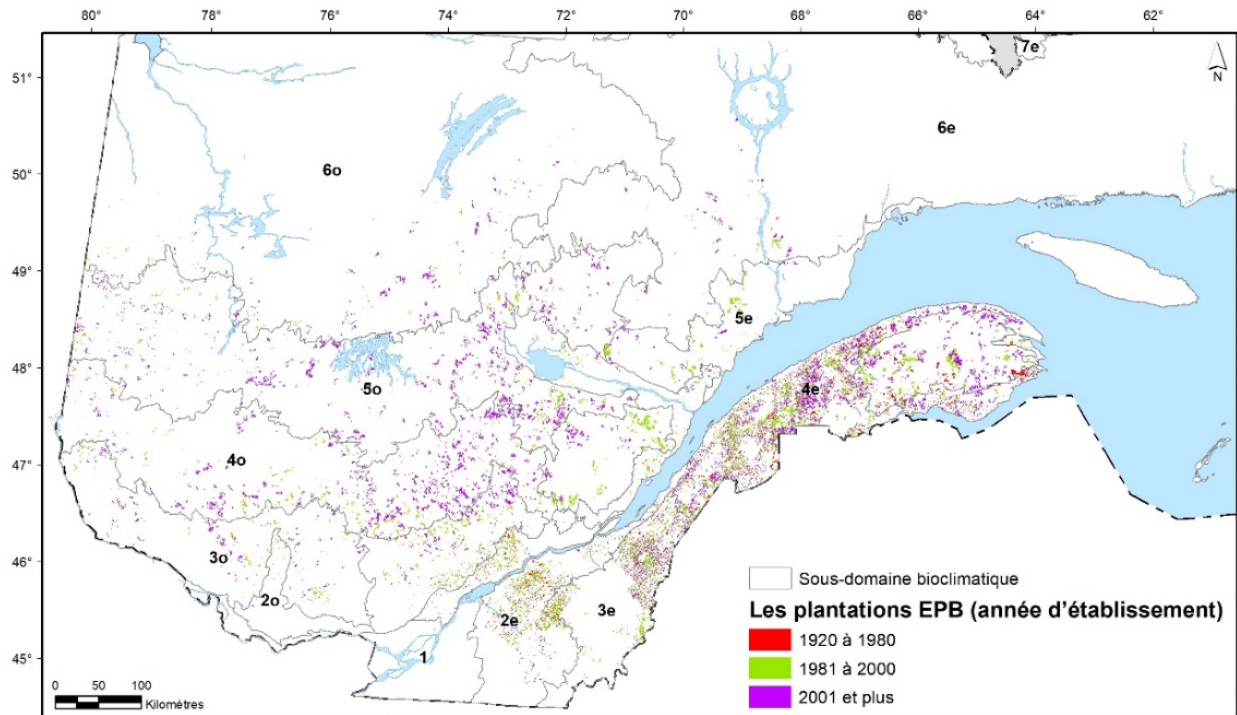 80° 78° 76° 74° 72° 70° 68° 66° 64° 62°
51°
7e
N
6e
6o
50°
49°
5e
48°
5o
4e
47°
4o
46°
3o
2o
3e
2e
45°
1
Sous-domaine bioclimatique
Les plantations EPB (année d'établissement)
1920 à 1980
1981 à 2000
2001 et plus
0 50 100
Kilomètres